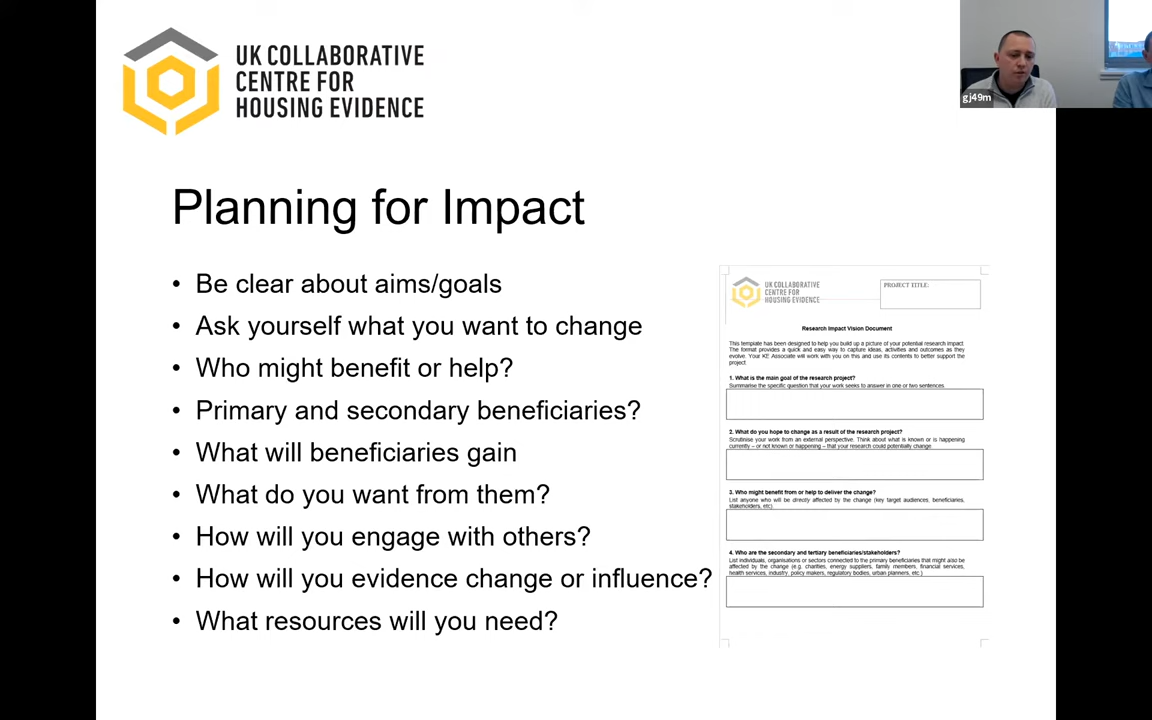 UK COLLABORATIVE
CENTRE FOR
HOUSING EVIDENCE
gj49m
Planning for Impact
• Be clear about aims/goals
• Ask yourself what you want to change
• Who might benefit or help?
• Primary and secondary beneficiaries?
• What will beneficiaries gain
• What do you want from them?
• How will you engage with others?
• How will you evidence change or influence?
• What resources will you need?
UK COLLABORATIVE
CENTRE FOR
HOUSING EVIDENCE
PROJECT TITLE:
Research Impact Vision Document
This template has been designed to help you build up a picture of your potential research impact.
The format provides a quick and easy way to capture ideas, activities and outcomes as they
evolve. Your KE Associate will work with you on this and use its contents to better support the
project.
1. What is the main goal of the research project?
Summarise the specific question that your work seeks to answer in one or two sentences.
2. What do you hope to change as a result of the research project?
Scrutinise your work from an external perspective. Think about what is known or is happening
currently – or not known or happening – that your research could potentially change.
3. Who might benefit from or help to deliver the change?
List anyone who will be directly affected by the change (key target audiences, beneficiaries,
stakeholders, etc).
4. Who are the secondary and tertiary beneficiaries/stakeholders?
List individuals, organisations or sectors connected to the primary beneficiaries that might also be
affected by the change (e.g. charities, energy suppliers, family members, financial services,
health services, industry, policy makers, regulatory bodies, urban planners, etc.)